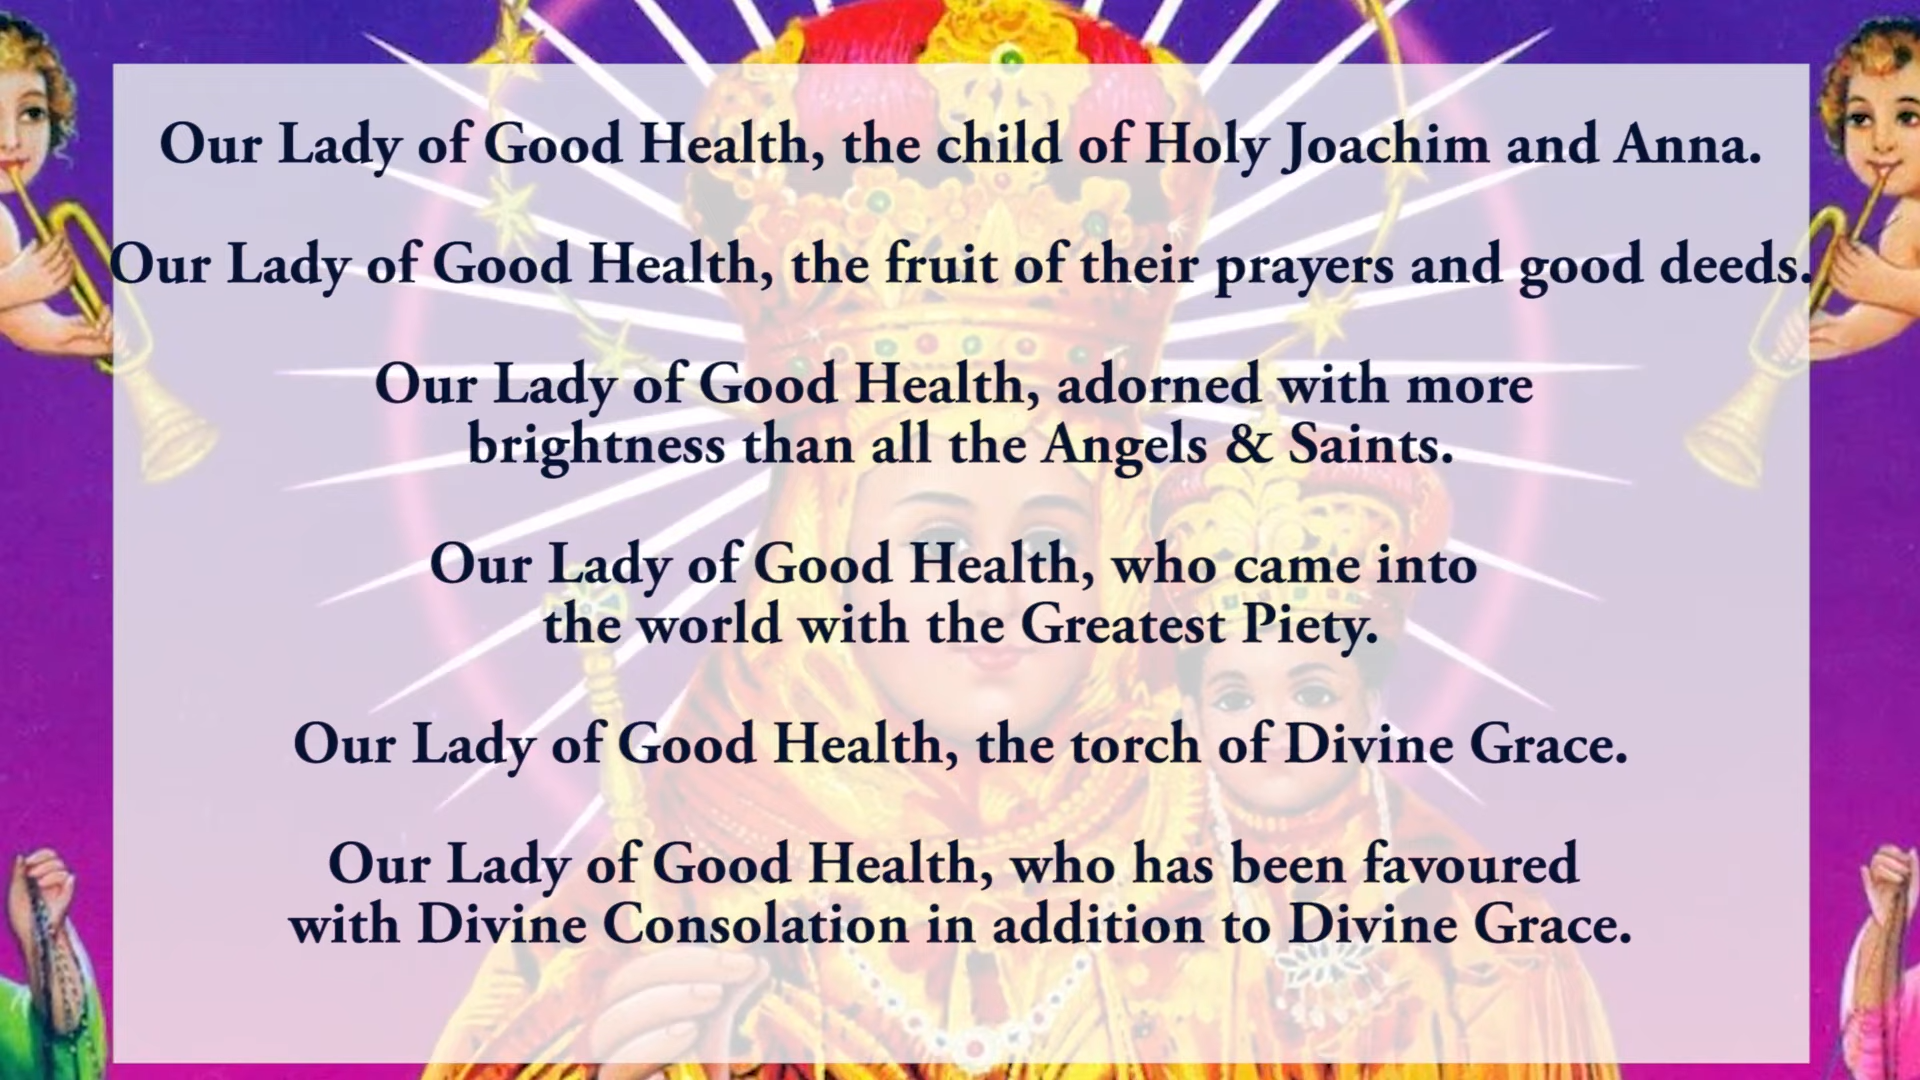 Our Lady of Good Health, the child of Holy Joachim and Anna.
Our Lady of Good Health, the fruit of their prayers and good deeds.
Our Lady of Good Health, adorned with more
brightness than all the Angels & Saints.
Our Lady of Good Health, who came into
the world with the Greatest Piety.
Our Lady of Good Health, the torch of Divine Grace.
Our Lady of Good Health, who has been favoured
with Divine Consolation in addition to Divine Grace.